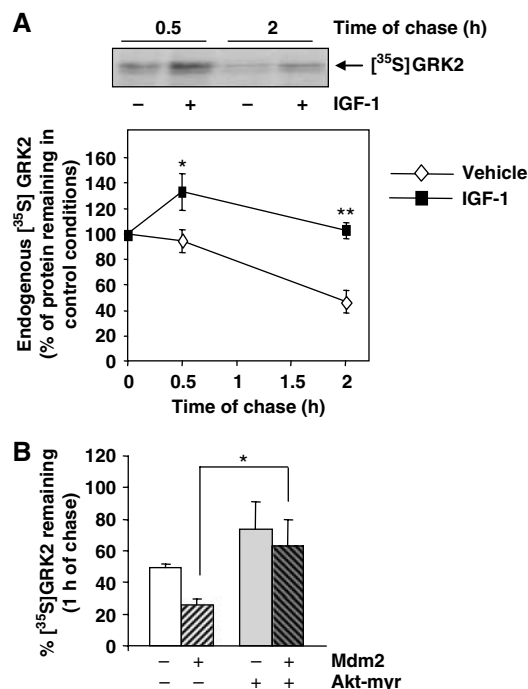 A
0.5 2 Time of chase (h)
[³⁵S]GRK2
− + − + IGF-1
Endogenous [³⁵S] GRK2
(% of protein remaining in
control conditions)
160
140
120
100
80
60
40
20
0
*
**
Vehicle
IGF-1
0 0.5 1 1.5 2
Time of chase (h)
B
% [³⁵S]GRK2 remaining
(1 h of chase)
120
100
80
60
40
20
0
*
− + − + Mdm2
− − + + Akt-myr